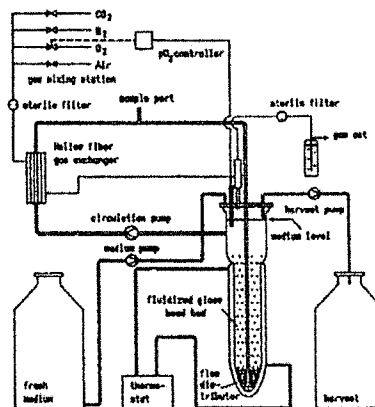 CO2
N2
O2
Air
pO2-controller
gas mixing station
sterile filter
sample port
sterile filter
gas out
Hollow fiber
gas exchanger
circulation pump
medium pump
harvest pump
medium level
fluidized glass
bead bed
flow
dis-
tributor
fresh
medium
thermo-
stat
harvest